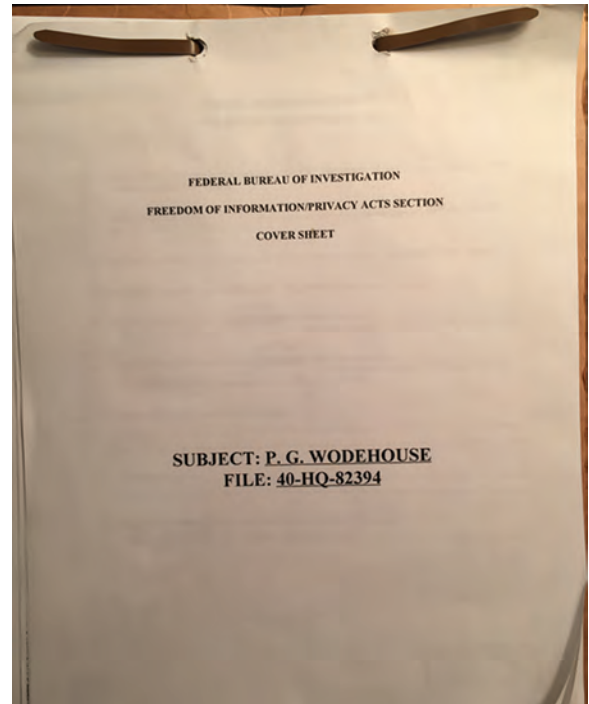 FEDERAL BUREAU OF INVESTIGATION
FREEDOM OF INFORMATION/PRIVACY ACTS SECTION
COVER SHEET
SUBJECT: P. G. WODEHOUSE
FILE: 40-HQ-82394